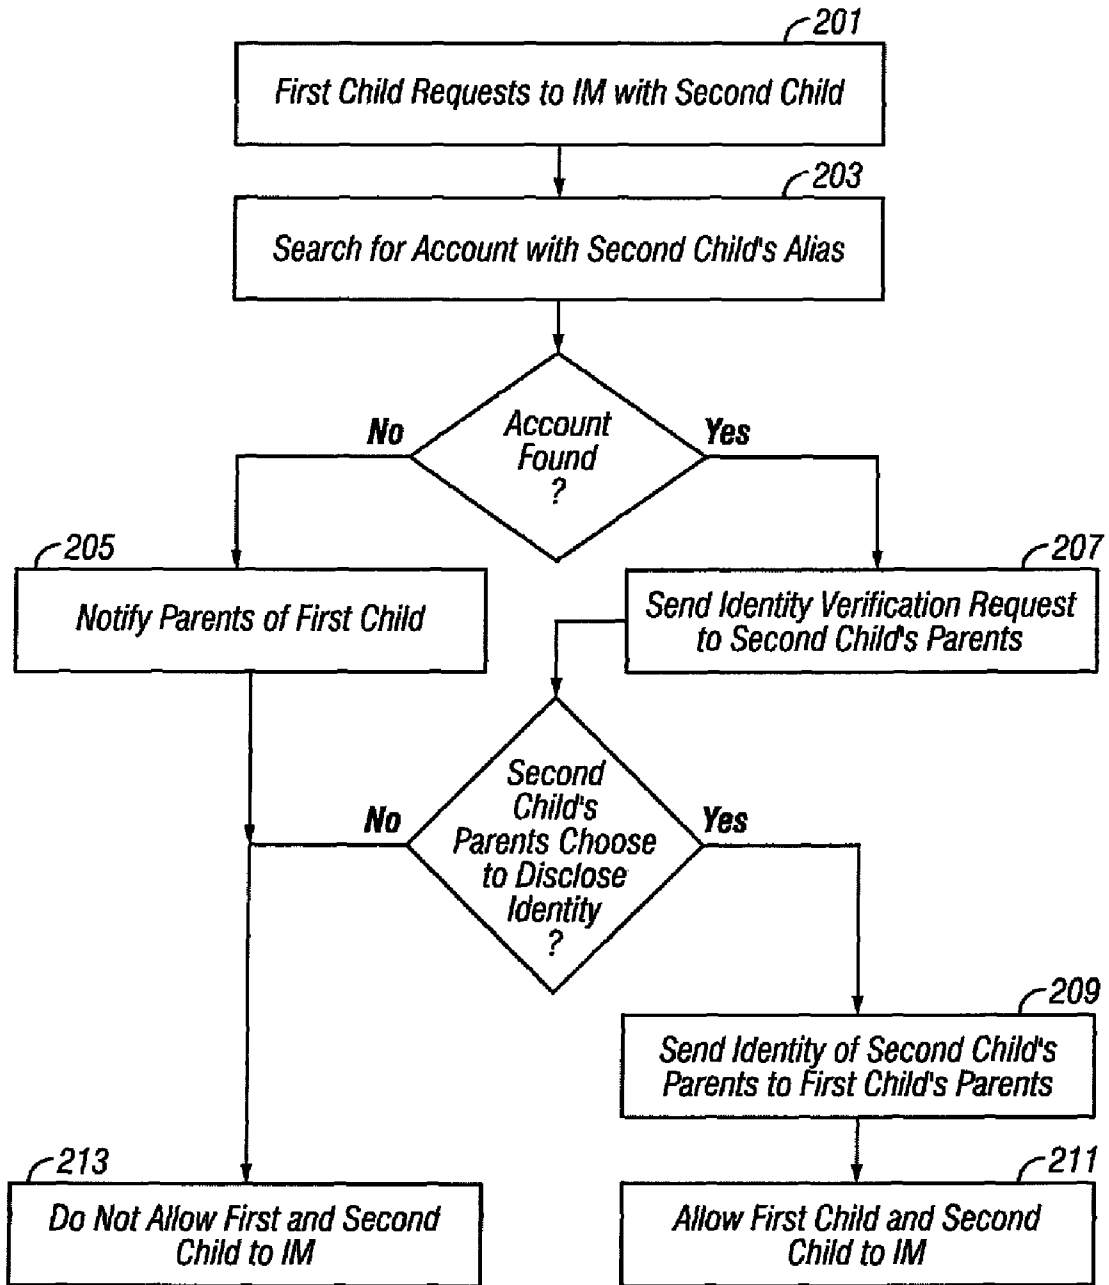 201
First Child Requests to IM with Second Child
203
Search for Account with Second Child's Alias
No
Account
Found
?
Yes
205
Notify Parents of First Child
207
Send Identity Verification Request
to Second Child's Parents
No
Second
Child's
Parents Choose
to Disclose
Identity
?
Yes
209
Send Identity of Second Child's
Parents to First Child's Parents
213
Do Not Allow First and Second
Child to IM
211
Allow First Child and Second
Child to IM